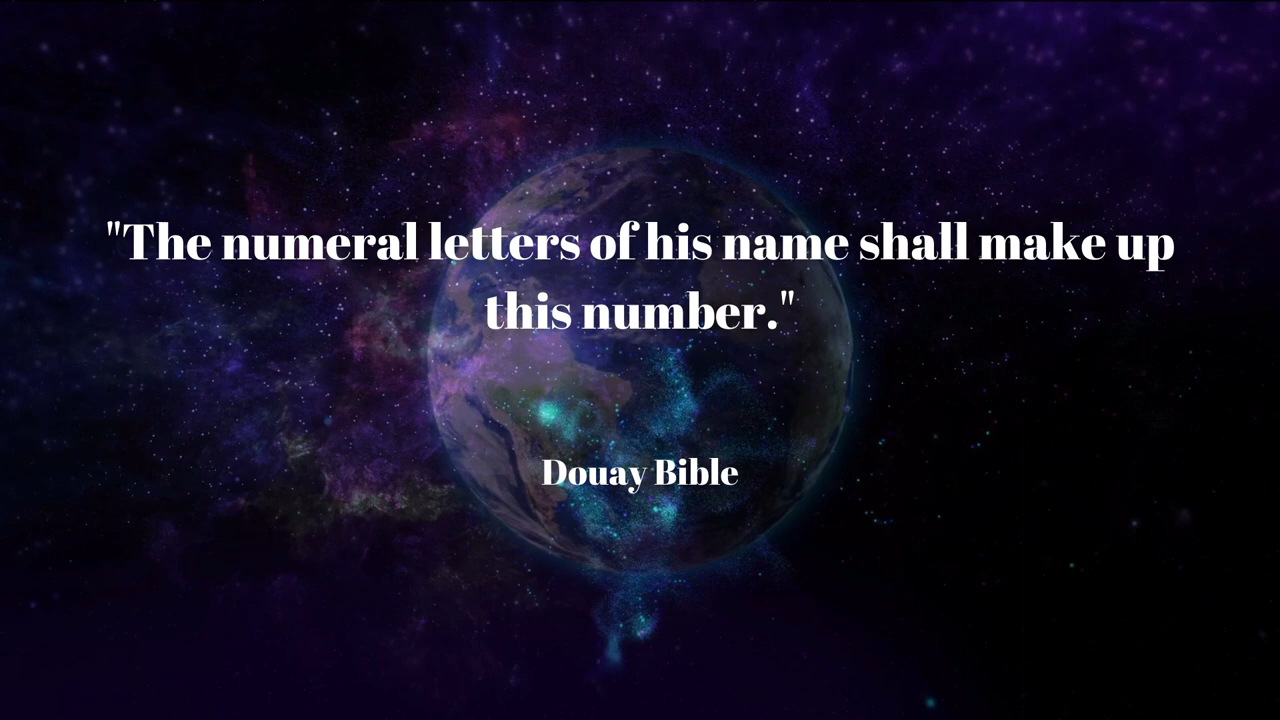 "The numeral letters of his name shall make up
this number."
Douay Bible